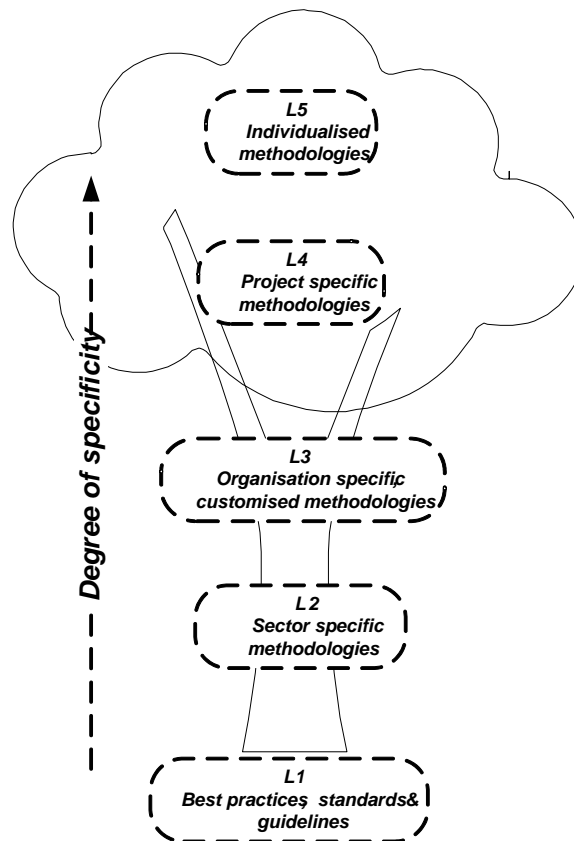 L5
Individualised
methodologies
L4
Project specific
methodologies
Degree of specificity
L3
Organisation specific,
customised methodologies
L2
Sector specific
methodologies
L1
Best practices, standards&
guidelines